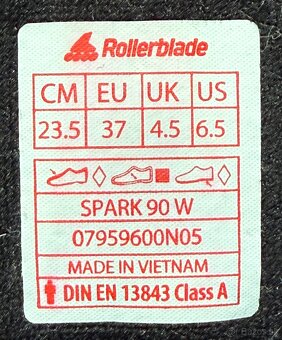 Rollerblade
CM EU UK US
23.5 37 4.5 6.5
SPARK 90 W
07959600N05
MADE IN VIETNAM
DIN EN 13843 Class A